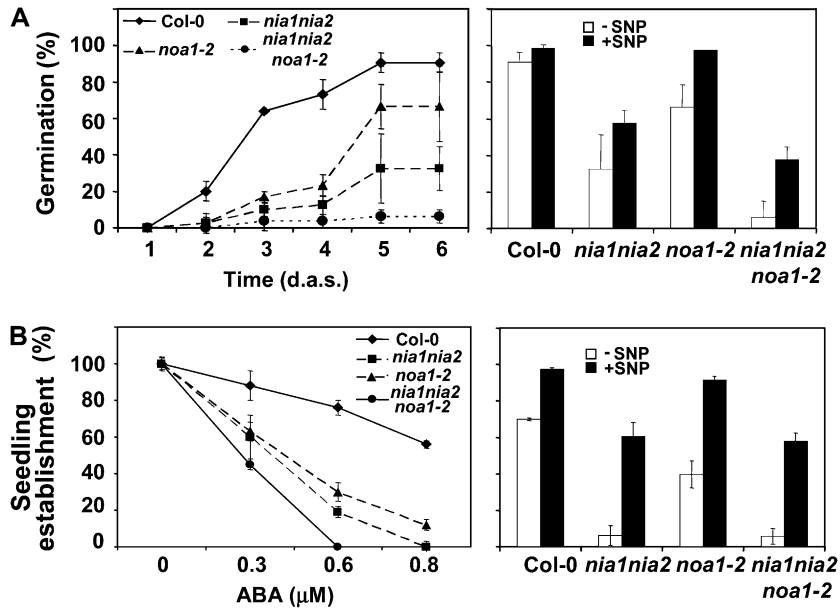 A
Col-0
nia1nia2
noa1-2
nia1nia2
noa1-2
100
80
60
40
20
0
Germination (%)
1 2 3 4 5 6
Time (d.a.s.)
- SNP
+SNP
Col-0 nia1nia2 noa1-2 nia1nia2
noa1-2
B
Col-0
nia1nia2
noa1-2
nia1nia2
noa1-2
100
80
60
40
20
0
Seedling (%)
establishment
0 0.3 0.6 0.8
ABA (μM)
- SNP
+SNP
Col-0 nia1nia2 noa1-2 nia1nia2
noa1-2